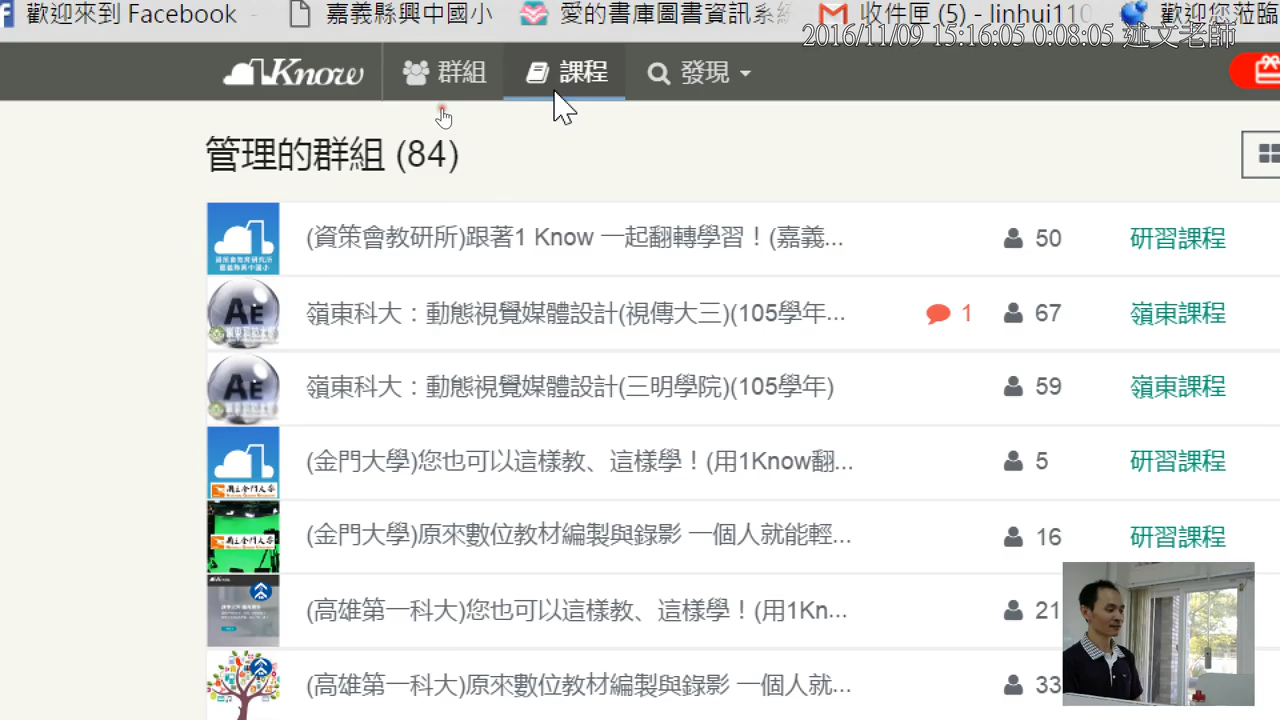 歡迎來到 Facebook
嘉義縣興中國小
愛的書庫圖書資訊系統
收件匣 (5) - linhui110
歡迎您蒞臨
2016/11/09 15:16:05 0:08:05 述文老師
1Know
群組
課程
發現
管理的群組 (84)
(資策會教研所)跟著1 Know 一起翻轉學習！(嘉義... 50 研習課程
嶺東科大：動態視覺媒體設計(視傳大三)(105學年... 1 67 嶺東課程
嶺東科大：動態視覺媒體設計(三明學院)(105學年) 59 嶺東課程
(金門大學)您也可以這樣教、這樣學！(用1Know翻... 5 研習課程
(金門大學)原來數位教材編製與錄影 一個人就能輕... 16 研習課程
(高雄第一科大)您也可以這樣教、這樣學！(用1Kn... 21
(高雄第一科大)原來數位教材編製與錄影 一個人就... 33